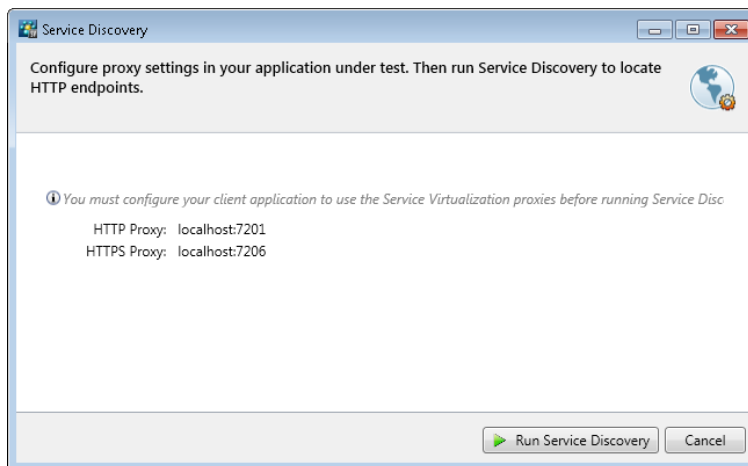 Service Discovery
Configure proxy settings in your application under test. Then run Service Discovery to locate
HTTP endpoints.
You must configure your client application to use the Service Virtualization proxies before running Service Disc
HTTP Proxy: localhost:7201
HTTPS Proxy: localhost:7206
Run Service Discovery Cancel